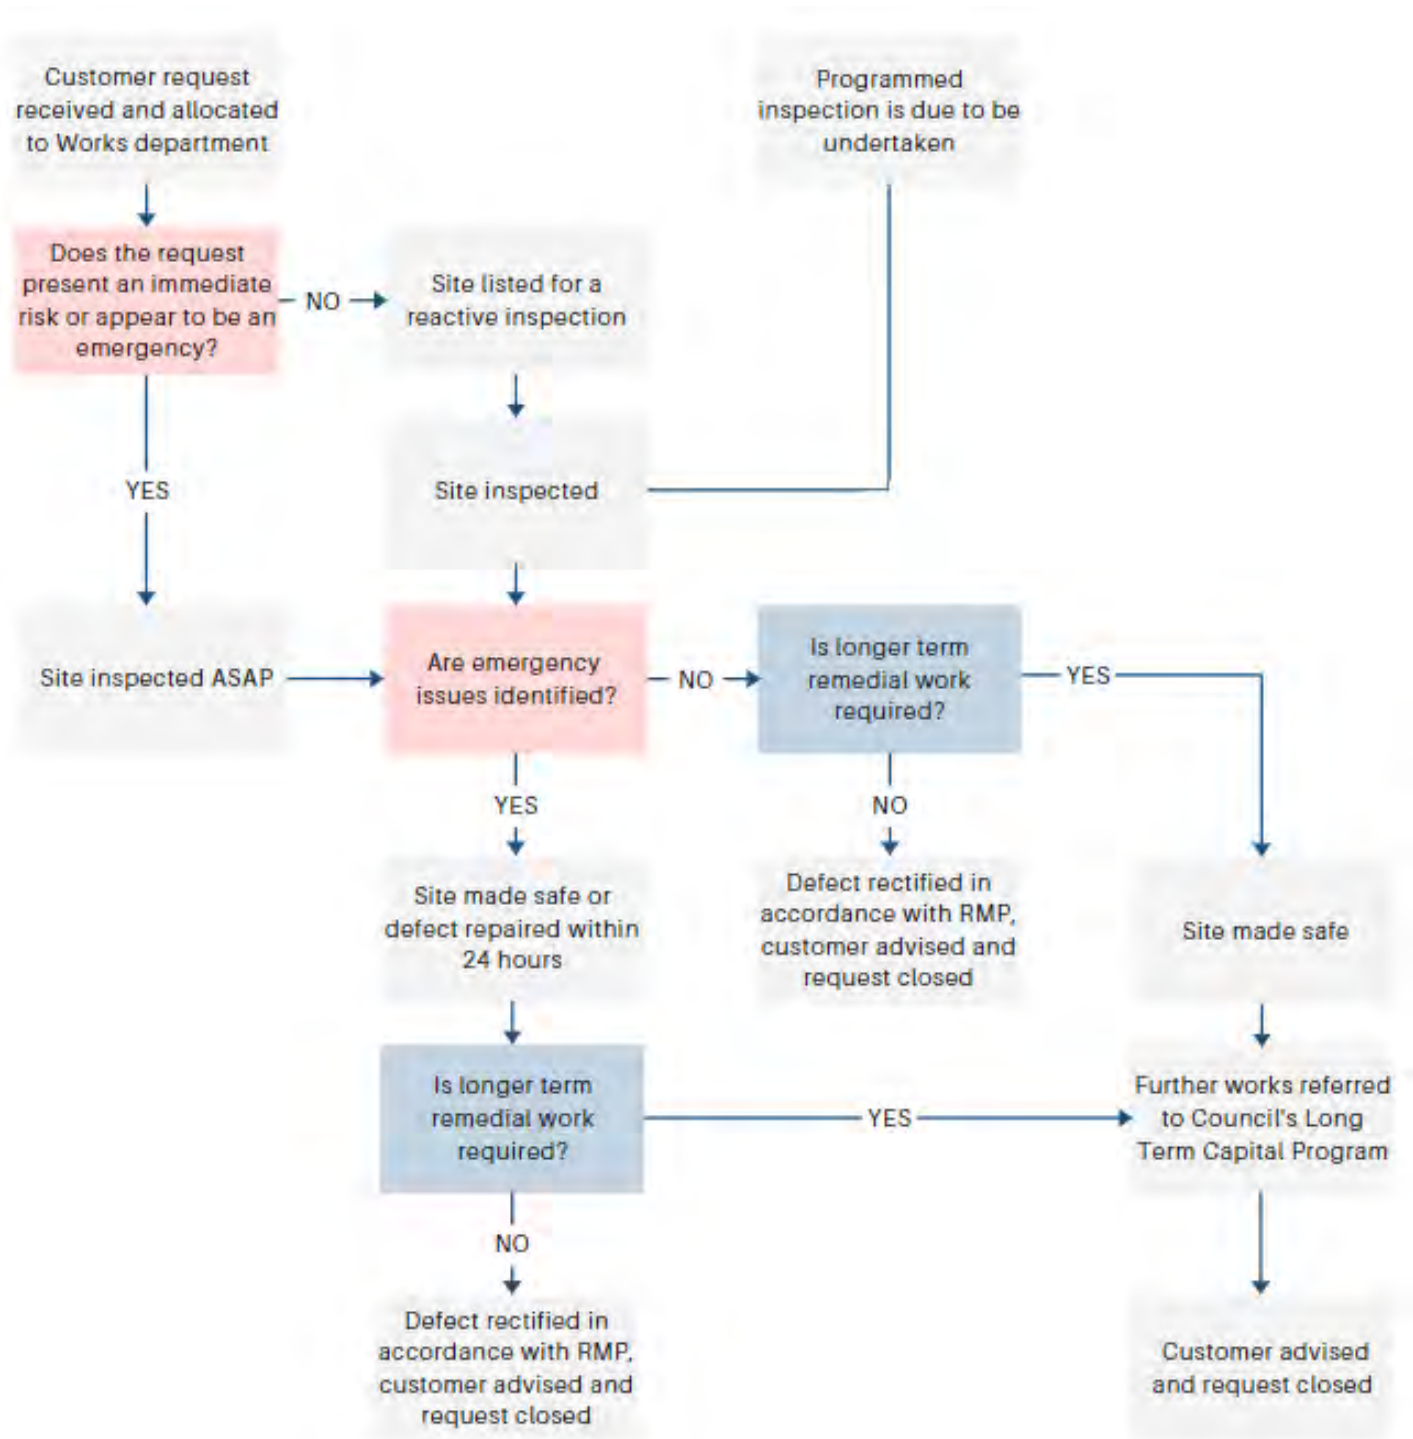 Customer request
received and allocated
to Works department
Programmed
inspection is due to be
undertaken
Does the request
present an immediate
risk or appear to be an
emergency?
NO
Site listed for a
reactive inspection
YES
Site inspected
Site inspected ASAP
Are emergency
issues identified?
NO
Is longer term
remedial work
required?
YES
YES
NO
Site made safe or
defect repaired within
24 hours
Defect rectified in
accordance with RMP,
customer advised and
request closed
Site made safe
Is longer term
remedial work
required?
YES
Further works referred
to Council's Long
Term Capital Program
NO
Defect rectified in
accordance with RMP,
customer advised and
request closed
Customer advised
and request closed